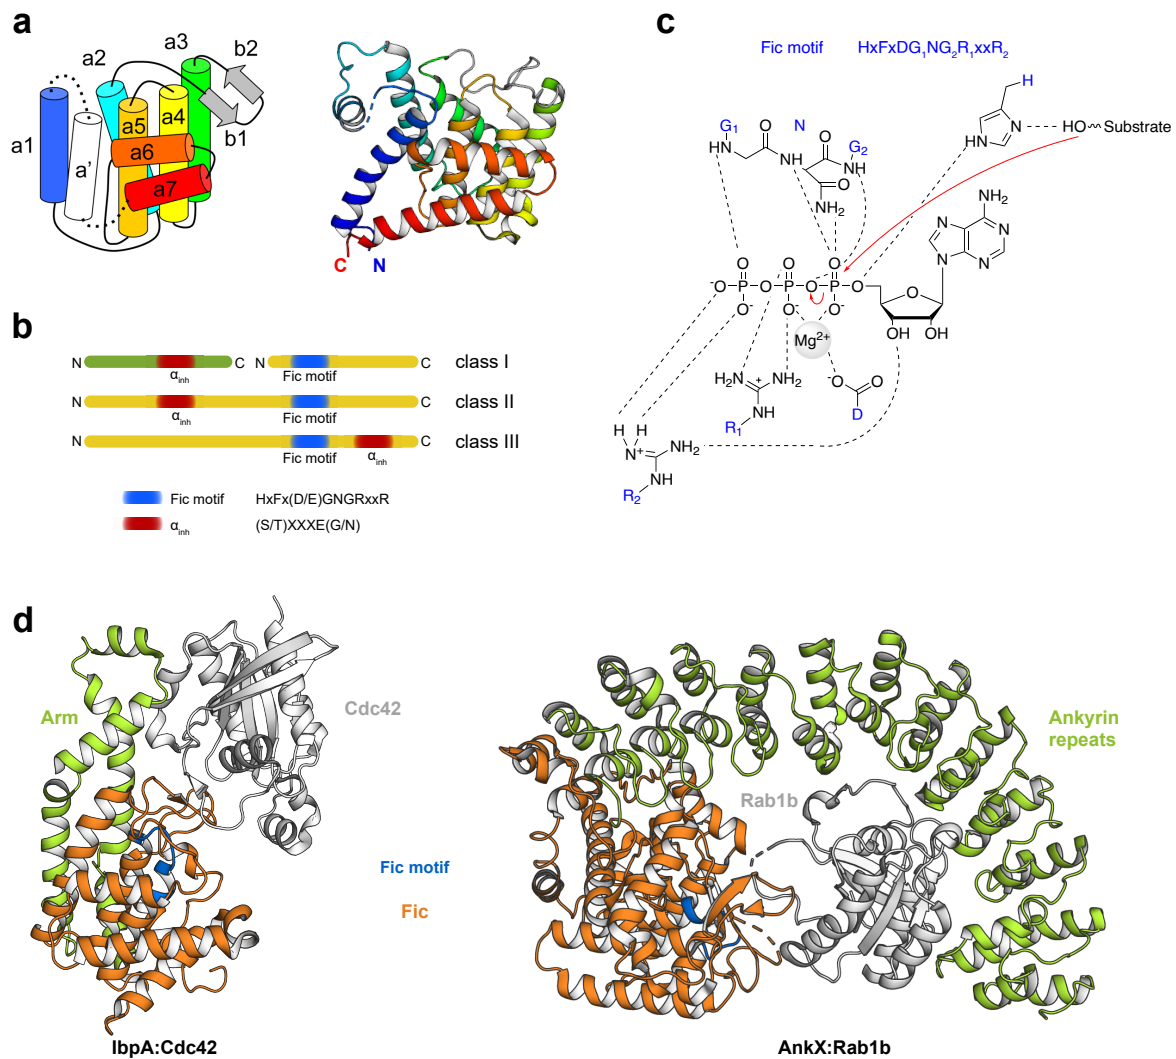 a
a1
a2
a3
b2
a'
a5
a4
b1
a6
a7
C N
b
N C N C class I
αinh Fic motif
N C class II
αinh Fic motif
N C class III
Fic motif αinh
Fic motif HxFx(D/E)GNGRxxR
αinh (S/T)XXXE(G/N)
c
Fic motif HxFxDG1NG2R1xxR2
H
N HO Substrate
HN
G1 O N G2
HN NH O NH
O O
NH2
NH2
N N
N N
O O O
-O P O P O P O O
O- O- O-
OH OH
Mg2+
H2N + NH2
NH
R1
-O O
D
H H
N+ NH2
NH
R2
d
Arm
Cdc42
Fic motif
Fic
IbpA:Cdc42
Ankyrin
repeats
Rab1b
AnkX:Rab1b